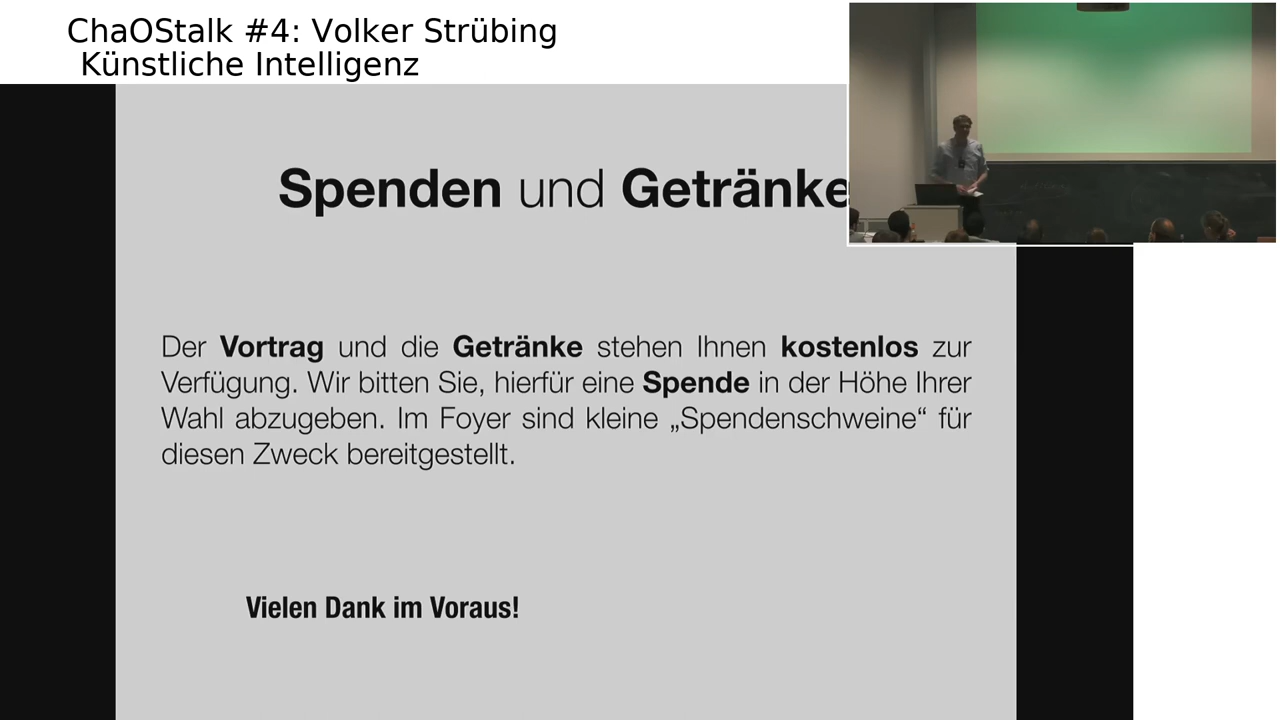 ChaOStalk #4: Volker Strübing
Künstliche Intelligenz
Spenden und Getränke
Der Vortrag und die Getränke stehen Ihnen kostenlos zur
Verfügung. Wir bitten Sie, hierfür eine Spende in der Höhe Ihrer
Wahl abzugeben. Im Foyer sind kleine „Spendenschweine“ für
diesen Zweck bereitgestellt.
Vielen Dank im Voraus!